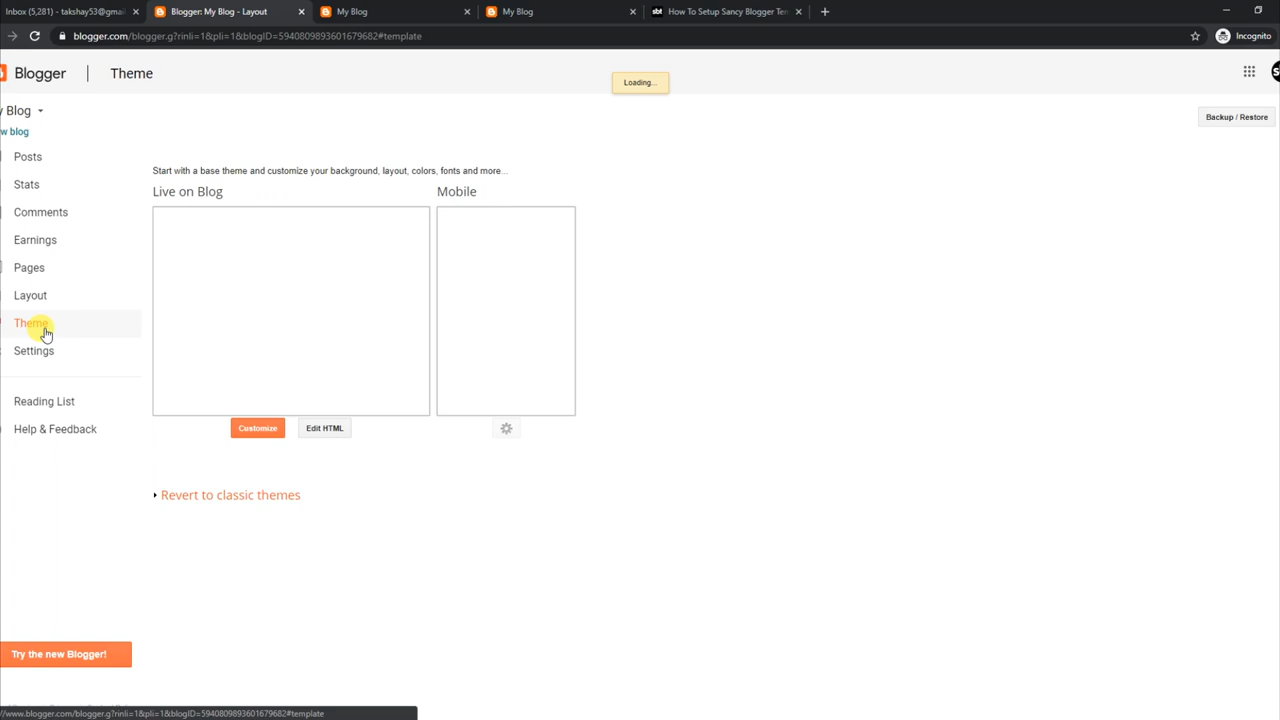 Inbox (5,281) - takshay53@gmail
Blogger: My Blog - Layout
My Blog
My Blog
How To Setup Sancy Blogger Tem
blogger.com/blogger.g?rinli=1&pli=1&blogID=5940809893601679682#template
Incognito
Blogger
Theme
Loading...
y Blog
w blog
Backup / Restore
Posts
Stats
Comments
Earnings
Pages
Layout
Theme
Settings
Reading List
Help & Feedback
Start with a base theme and customize your background, layout, colors, fonts and more...
Live on Blog
Mobile
Customize
Edit HTML
Revert to classic themes
Try the new Blogger!
//www.blogger.com/blogger.g?rinli=1&pli=1&blogID=5940809893601679682#template